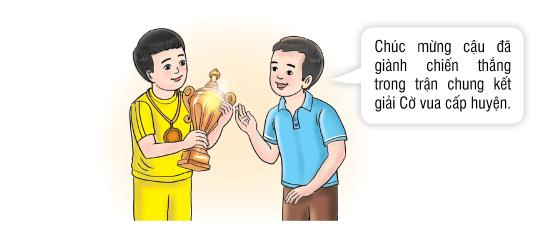 Chúc mừng cậu đã
giành chiến thắng
trong trận chung kết
giải Cờ vua cấp huyện.